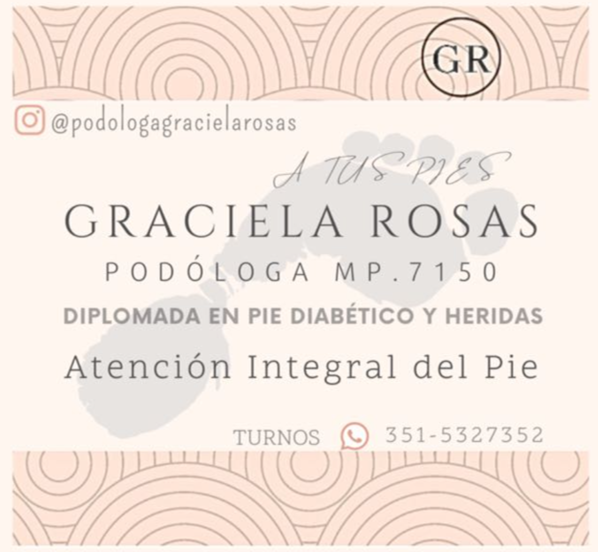 GR
@podologagracielarosas
A TUS PIES
GRACIELA ROSAS
PODÓLOGA MP.7150
DIPLOMADA EN PIE DIABÉTICO Y HERIDAS
Atención Integral del Pie
TURNOS 351-5327352